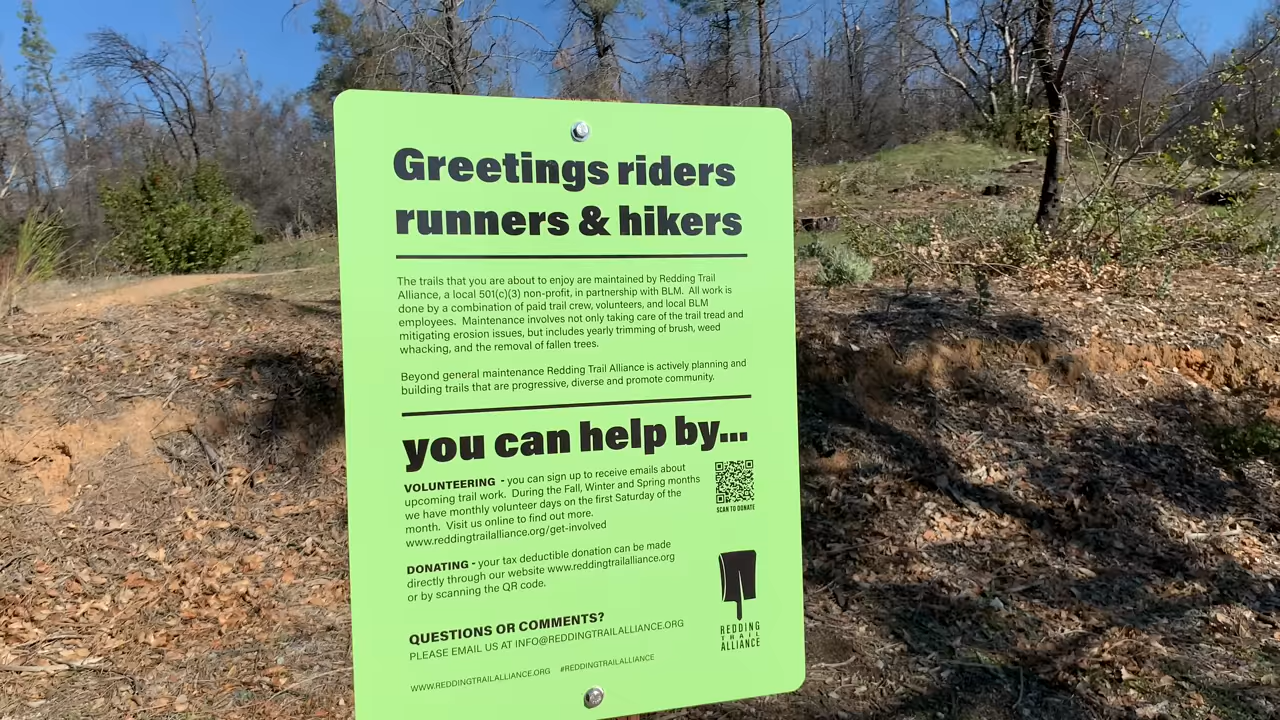 Greetings riders
runners & hikers
The trails that you are about to enjoy are maintained by Redding Trail
Alliance, a local 501(c)(3) non-profit, in partnership with BLM. All work is
done by a combination of paid trail crew, volunteers, and local BLM
employees. Maintenance involves not only taking care of the trail tread and
mitigating erosion issues, but includes yearly trimming of brush, weed
whacking, and the removal of fallen trees.
Beyond general maintenance Redding Trail Alliance is actively planning and
building trails that are progressive, diverse and promote community.
you can help by...
VOLUNTEERING - you can sign up to receive emails about
upcoming trail work. During the Fall, Winter and Spring months
we have monthly volunteer days on the first Saturday of the
month. Visit us online to find out more.
www.reddingtrailalliance.org/get-involved
SCAN TO DONATE
DONATING - your tax deductible donation can be made
directly through our website www.reddingtrailalliance.org
or by scanning the QR code.
QUESTIONS OR COMMENTS?
PLEASE EMAIL US AT INFO@REDDINGTRAILALLIANCE.ORG
WWW.REDDINGTRAILALLIANCE.ORG #REDDINGTRAILALLIANCE
REDDING
TRAIL
ALLIANCE